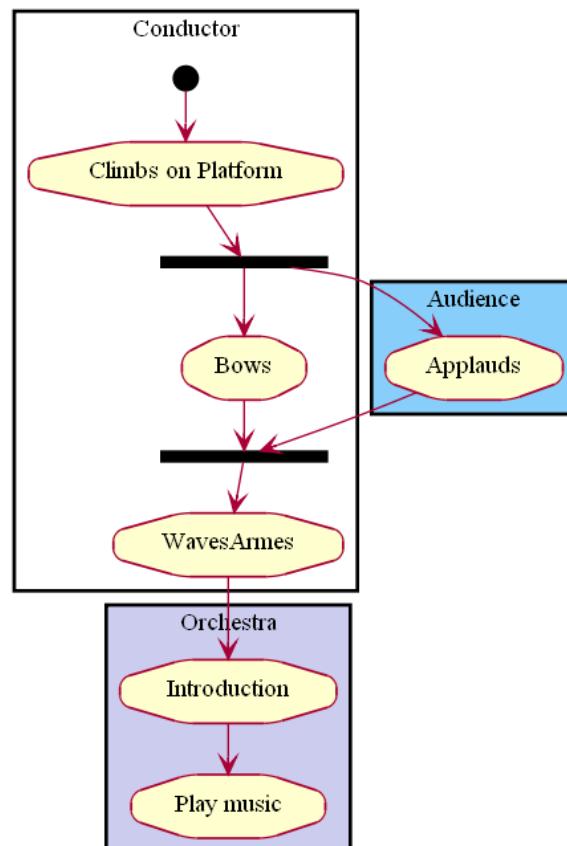 Conductor
Climbs on Platform
Audience
Bows
Applauds
WavesArmes
Orchestra
Introduction
Play music